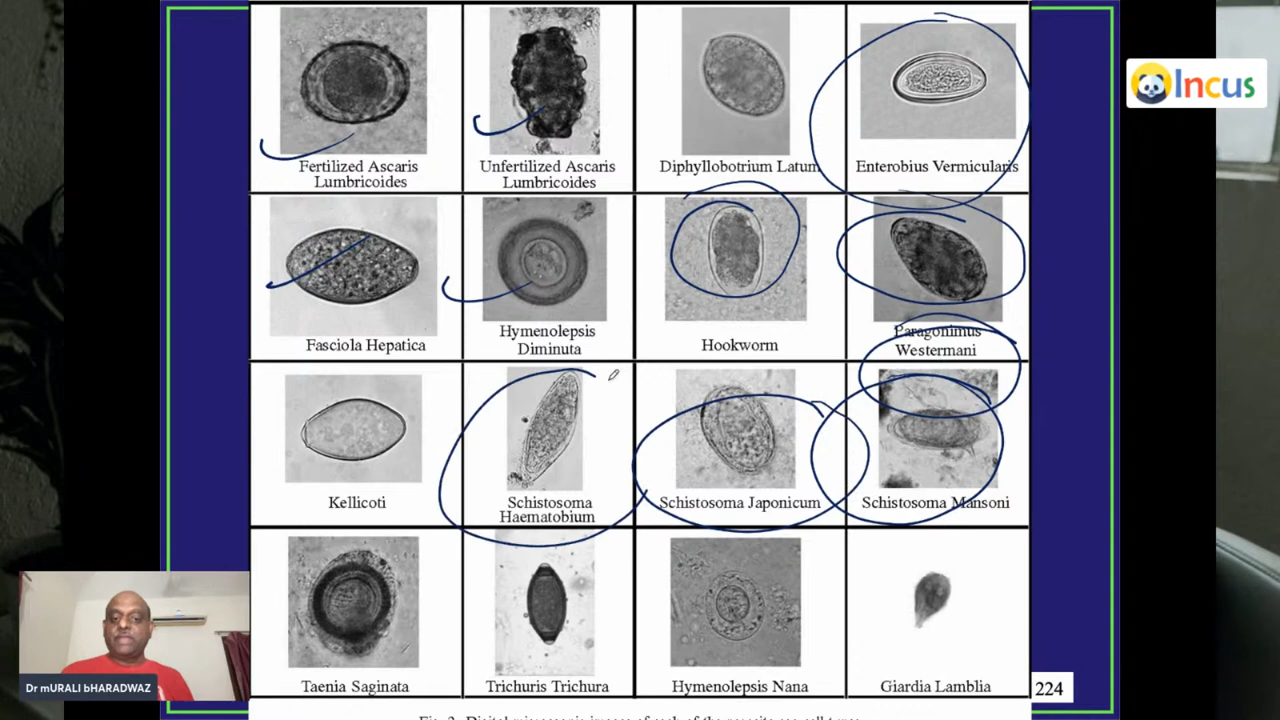 Incus
Fertilized Ascaris
Lumbricoides
Unfertilized Ascaris
Lumbricoides
Diphyllobotrium Latum
Enterobius Vermicularis
Fasciola Hepatica
Hymenolepsis
Diminuta
Hookworm
Paragonimus
Westermani
Kellicoti
Schistosoma
Haematobium
Schistosoma Japonicum
Schistosoma Mansoni
Taenia Saginata
Trichuris Trichura
Hymenolepsis Nana
Giardia Lamblia
Dr mURALI bHARADWAZ
224